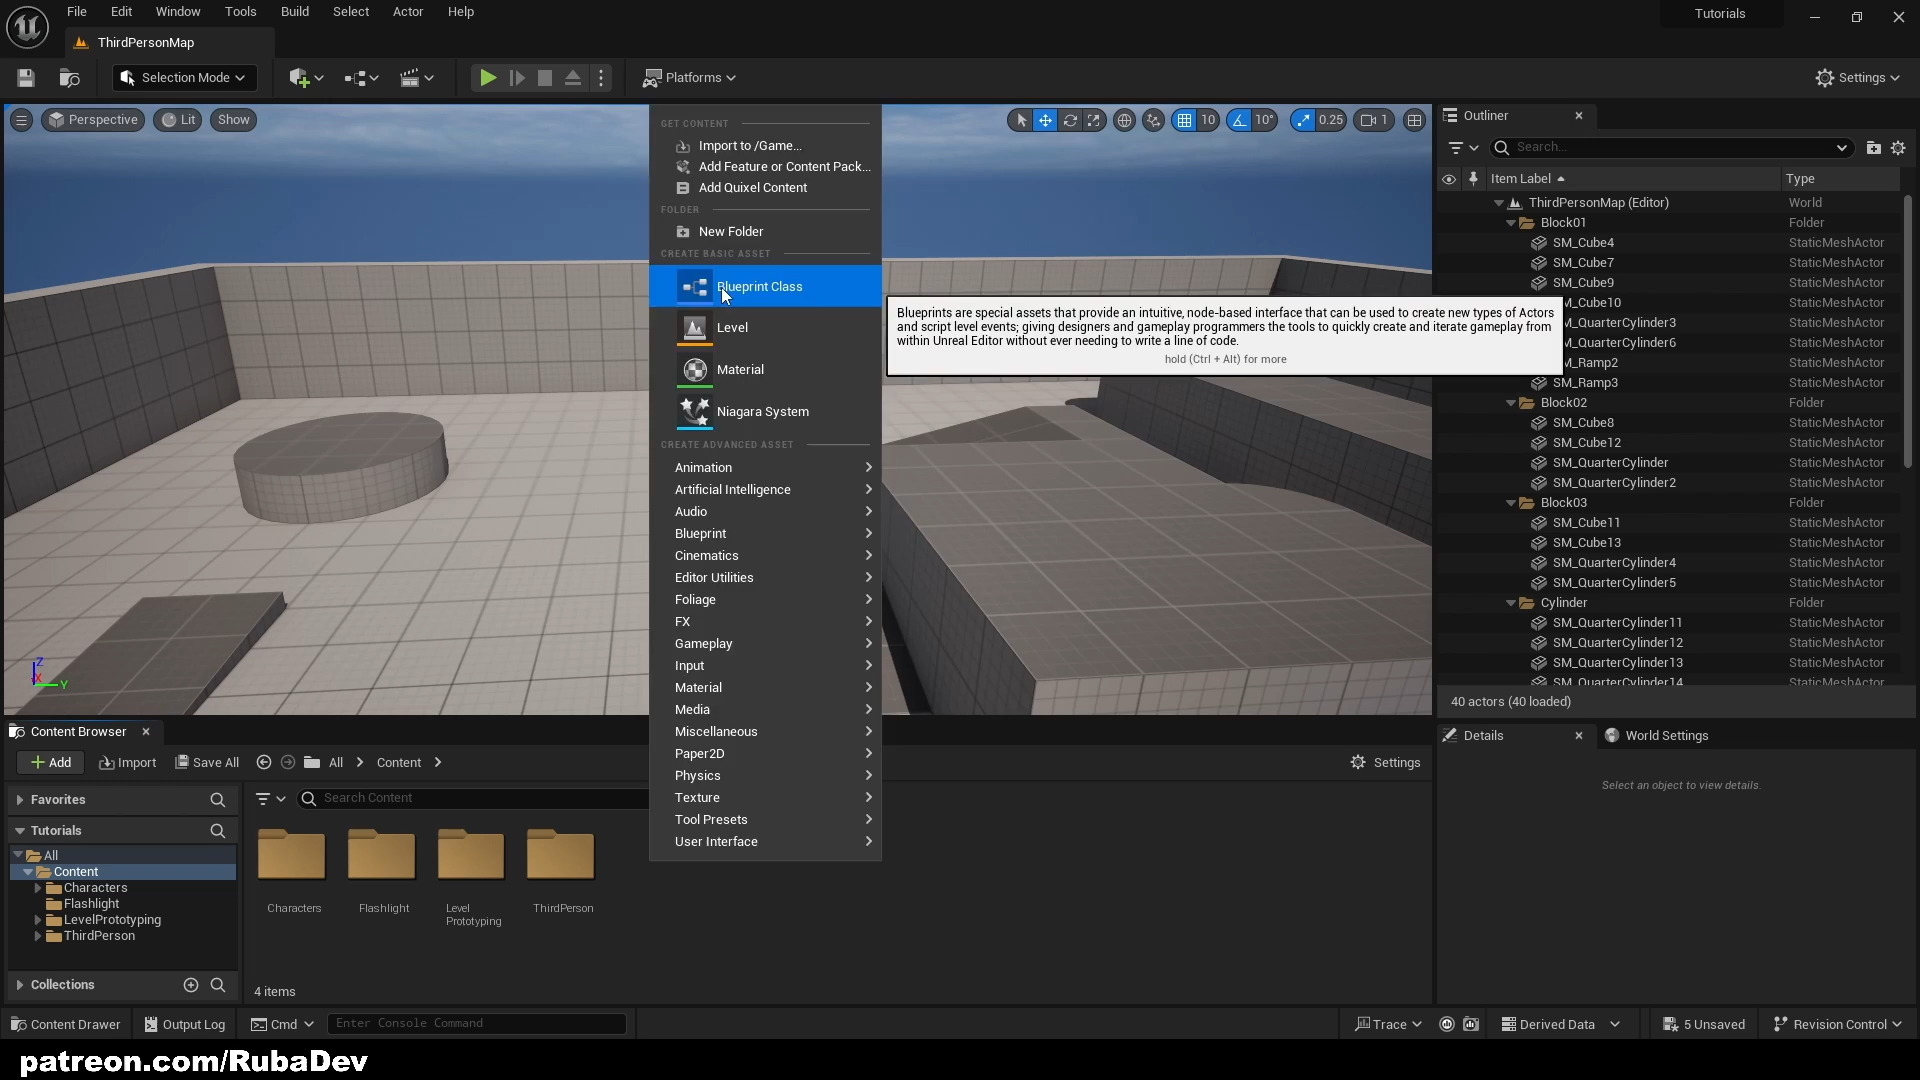 File Edit Window Tools Build Select Actor Help
Tutorials
ThirdPersonMap
Selection Mode
Platforms
Settings
Perspective
Lit
Show
10
10°
0.25
1
GET CONTENT
Import to /Game...
Add Feature or Content Pack...
Add Quixel Content
FOLDER
New Folder
CREATE BASIC ASSET
Blueprint Class
Level
Material
Niagara System
CREATE ADVANCED ASSET
Animation
Artificial Intelligence
Audio
Blueprint
Cinematics
Editor Utilities
Foliage
FX
Gameplay
Input
Material
Media
Miscellaneous
Paper2D
Physics
Texture
Tool Presets
User Interface
Blueprints are special assets that provide an intuitive, node-based interface that can be used to create new types of Actors
and script level events; giving designers and gameplay programmers the tools to quickly create and iterate gameplay from
within Unreal Editor without ever needing to write a line of code.
hold (Ctrl + Alt) for more
Z
X
Y
Outliner
Search...
Item Label Type
ThirdPersonMap (Editor) World
Block01 Folder
SM_Cube4 StaticMeshActor
SM_Cube7 StaticMeshActor
SM_Cube9 StaticMeshActor
M_Cube10 StaticMeshActor
M_QuarterCylinder3 StaticMeshActor
M_QuarterCylinder6 StaticMeshActor
M_Ramp2 StaticMeshActor
M_Ramp3 StaticMeshActor
Block02 Folder
SM_Cube8 StaticMeshActor
SM_Cube12 StaticMeshActor
SM_QuarterCylinder StaticMeshActor
SM_QuarterCylinder2 StaticMeshActor
Block03 Folder
SM_Cube11 StaticMeshActor
SM_Cube13 StaticMeshActor
SM_QuarterCylinder4 StaticMeshActor
SM_QuarterCylinder5 StaticMeshActor
Cylinder Folder
SM_QuarterCylinder11 StaticMeshActor
SM_QuarterCylinder12 StaticMeshActor
SM_QuarterCylinder13 StaticMeshActor
SM_QuarterCylinder14 StaticMeshActor
40 actors (40 loaded)
Details
World Settings
Select an object to view details.
Content Browser
Add
Import
Save All
All
Content
Settings
Favorites
Tutorials
All
Content
Characters
Flashlight
LevelPrototyping
ThirdPerson
Collections
Search Content
Characters
Flashlight
Level
Prototyping
ThirdPerson
4 items
Content Drawer
Output Log
Cmd
Enter Console Command
Trace
Derived Data
5 Unsaved
Revision Control
patreon.com/RubaDev